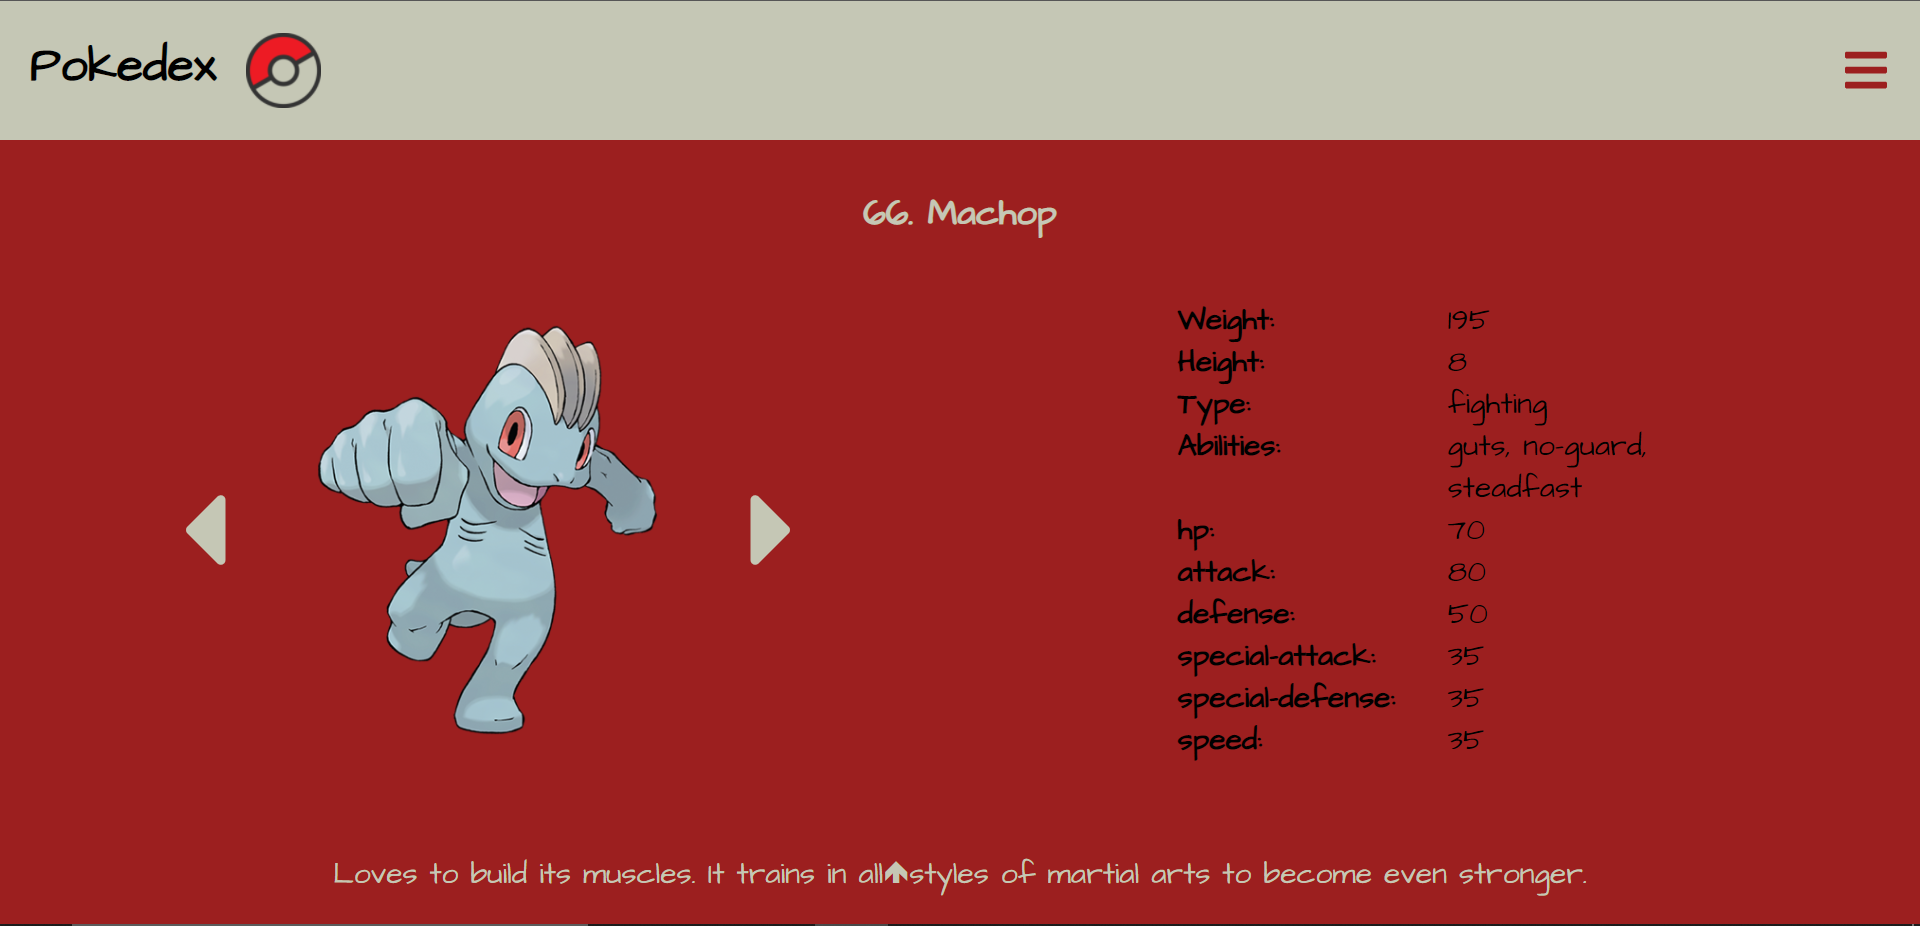 Pokedex
66. Machop
Weight: 195
Height: 8
Type: fighting
Abilities: guts, no-guard,
steadfast
hp: 70
attack: 80
defense: 50
special-attack: 35
special-defense: 35
speed: 35
Loves to build its muscles. It trains in all🡅styles of martial arts to become even stronger.